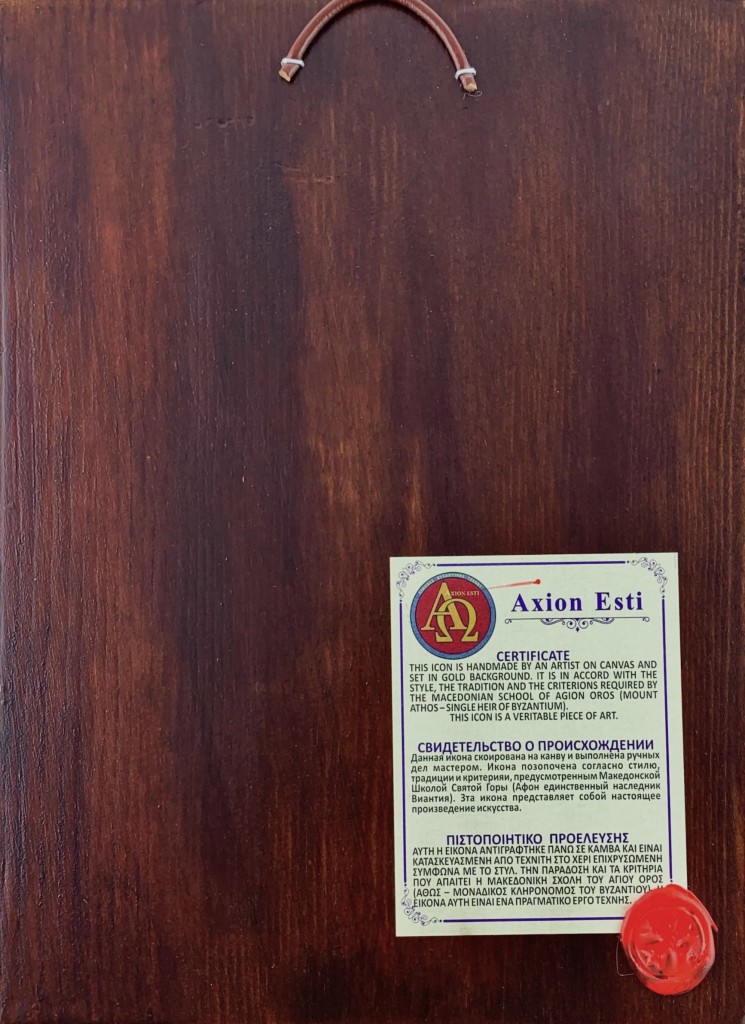 AXION ESTI
Axion Esti
CERTIFICATE
THIS ICON IS HANDMADE BY AN ARTIST ON CANVAS AND
SET IN GOLD BACKGROUND. IT IS IN ACCORD WITH THE
STYLE, THE TRADITION AND THE CRITERIONS REQUIRED BY
THE MACEDONIAN SCHOOL OF AGION OROS (MOUNT
ATHOS – SINGLE HEIR OF BYZANTIUM).
THIS ICON IS A VERITABLE PIECE OF ART.
СВИДЕТЕЛЬСТВО О ПРОИСХОЖДЕНИИ
Данная икона скоирована на канву и выполнена ручных
дел мастером. Икона позопочена согласно стилю,
традиции и критерияи, предусмотренным Македонской
Школой Святой Горы (Афон единственный наследник
Виантия). Зта икона представляет собой настоящее
произведение искусства.
ΠΙΣΤΟΠΟΙΗΤΙΚΟ ΠΡΟΕΛΕΥΣΗΣ
ΑΥΤΗ Η ΕΙΚΟΝΑ ΑΝΤΙΓΡΑΦΤΗΚΕ ΠΑΝΩ ΣΕ ΚΑΜΒΑ ΚΑΙ ΕΙΝΑΙ
ΚΑΤΑΣΚΕΥΑΣΜΕΝΗ ΑΠΟ ΤΕΧΝΙΤΗ ΣΤΟ ΧΕΡΙ ΕΠΙΧΡΥΣΩΜΕΝΗ
ΣΥΜΦΩΝΑ ΜΕ ΤΟ ΣΤΥΛ. ΤΗΝ ΠΑΡΑΔΟΣΗ ΚΑΙ ΤΑ ΚΡΙΤΗΡΙΑ
ΠΟΥ ΑΠΑΙΤΕΙ Η ΜΑΚΕΔΟΝΙΚΗ ΣΧΟΛΗ ΤΟΥ ΑΓΙΟΥ ΟΡΟΣ
(ΑΘΩΣ – ΜΟΝΑΔΙΚΟΣ ΚΛΗΡΟΝΟΜΟΣ ΤΟΥ ΒΥΖΑΝΤΙΟΥ). Η
ΕΙΚΟΝΑ ΑΥΤΗ ΕΙΝΑΙ ΕΝΑ ΠΡΑΓΜΑΤΙΚΟ ΕΡΓΟ ΤΕΧΝΗΣ.